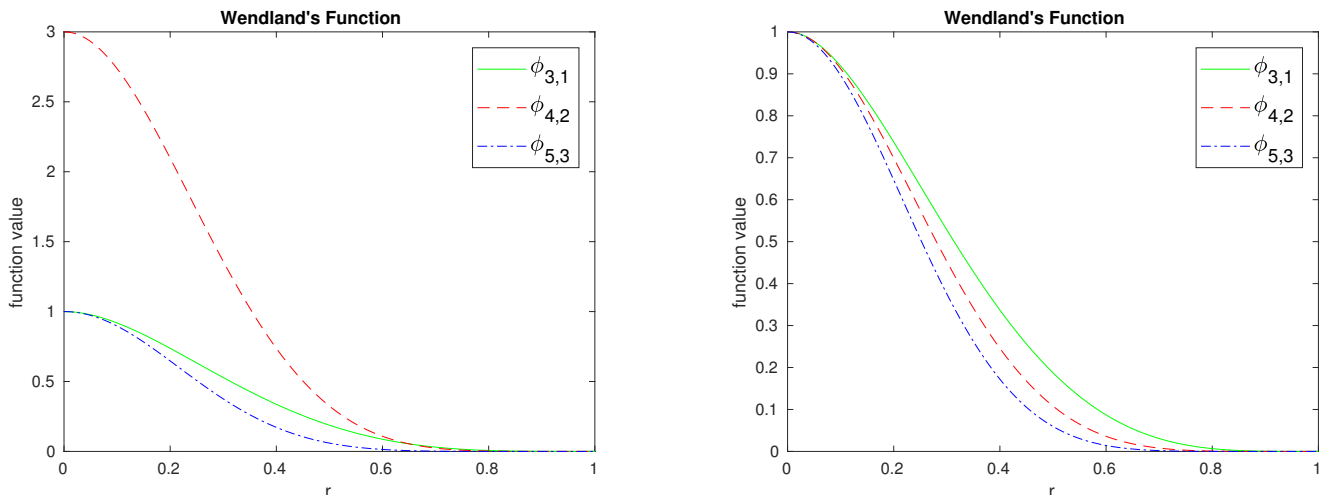 Wendland's Function
3
2.5
2
1.5
1
0.5
0
0
0.2
0.4
0.6
0.8
1
function value
r
ϕ3,1
ϕ4,2
ϕ5,3
Wendland's Function
1
0.9
0.8
0.7
0.6
0.5
0.4
0.3
0.2
0.1
0
0
0.2
0.4
0.6
0.8
1
function value
r
ϕ3,1
ϕ4,2
ϕ5,3